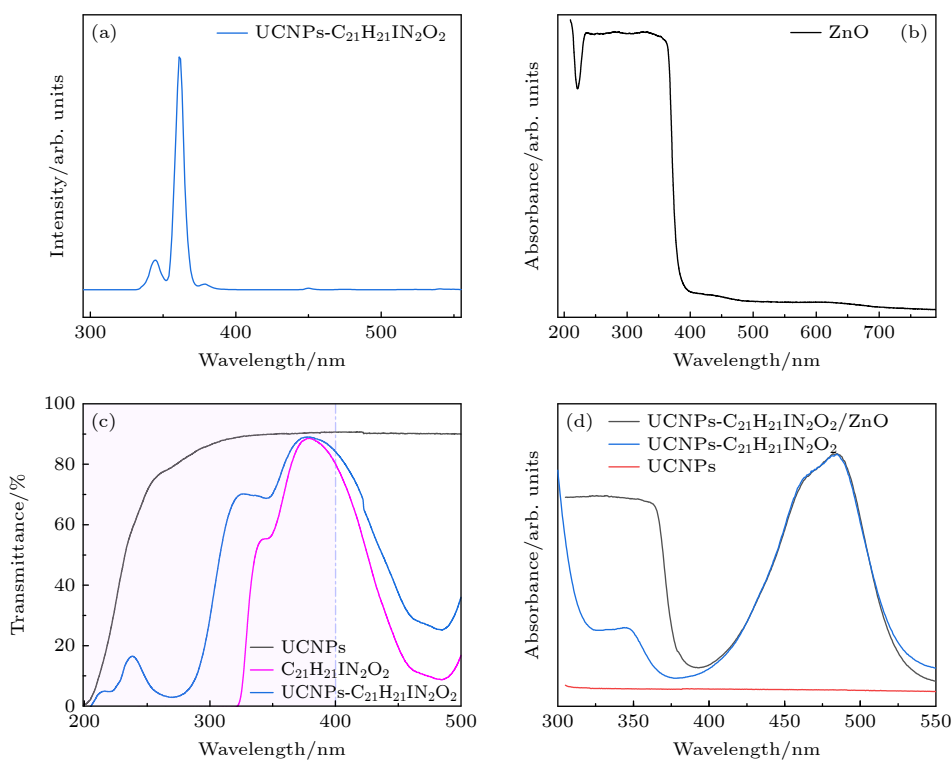 (a)
UCNPs-C₂₁H₂₁IN₂O₂
Intensity/arb. units
300
400
500
Wavelength/nm
ZnO
(b)
Absorbance/arb. units
200
300
400
500
600
700
Wavelength/nm
(c)
100
80
60
40
20
0
Transmittance/%
UCNPs
C₂₁H₂₁IN₂O₂
UCNPs-C₂₁H₂₁IN₂O₂
200
300
400
500
Wavelength/nm
(d)
UCNPs-C₂₁H₂₁IN₂O₂/ZnO
UCNPs-C₂₁H₂₁IN₂O₂
UCNPs
Absorbance/arb. units
300
350
400
450
500
550
Wavelength/nm